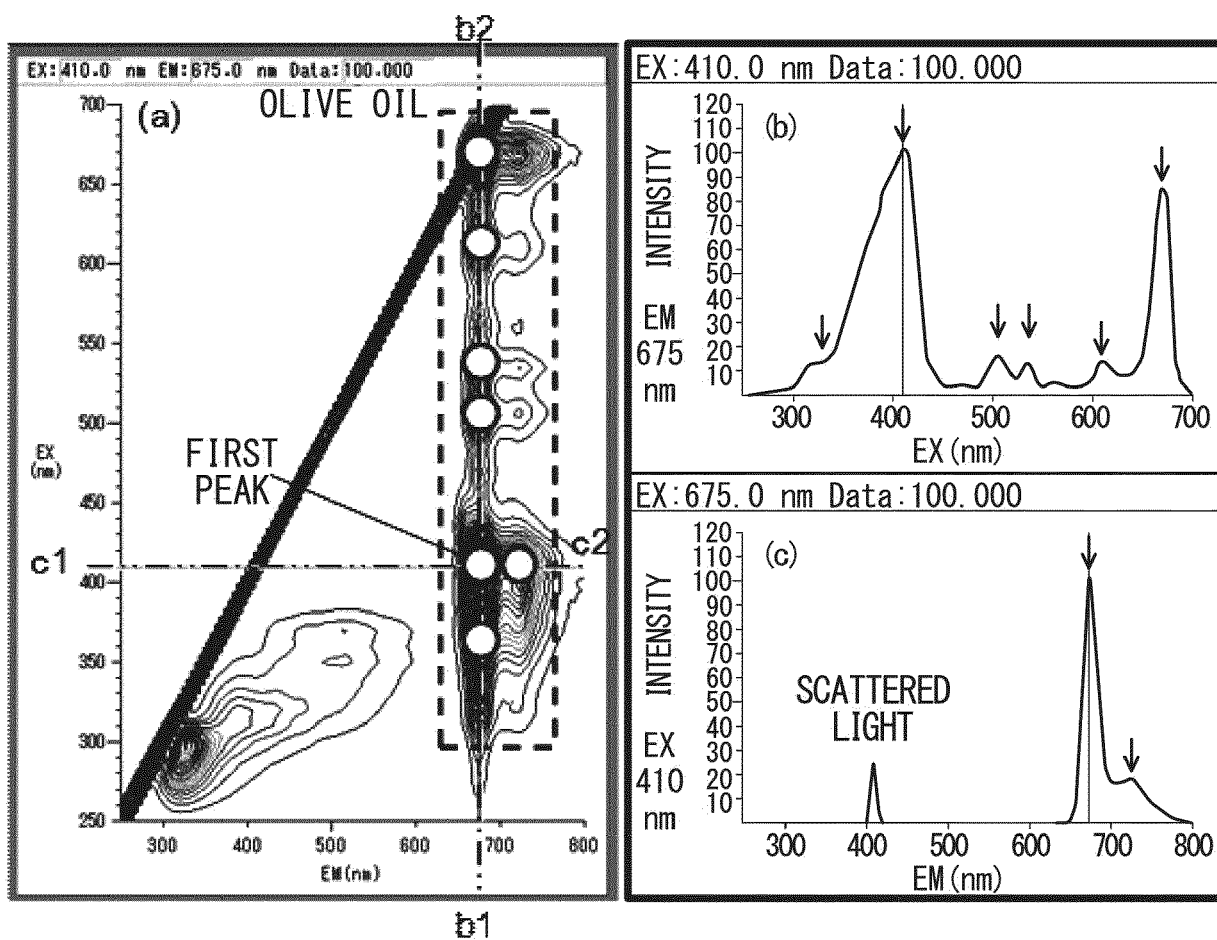 b2
EX:410.0 nm EM:675.0 nm Data:100.000
(a)
OLIVE OIL
700
650
600
550
500
450
400
350
300
250
EX
(nm)
FIRST
PEAK
c1
c2
300
400
500
600
700
800
EM(nm)
b1
EX:410.0 nm Data:100.000
(b)
120
110
100
90
80
70
60
50
40
30
20
10
INTENSITY
EM
675
nm
300
400
500
600
700
EX(nm)
EX:675.0 nm Data:100.000
(c)
120
110
100
90
80
70
60
50
40
30
20
10
INTENSITY
EX
410
nm
SCATTERED
LIGHT
300
400
500
600
700
800
EM(nm)